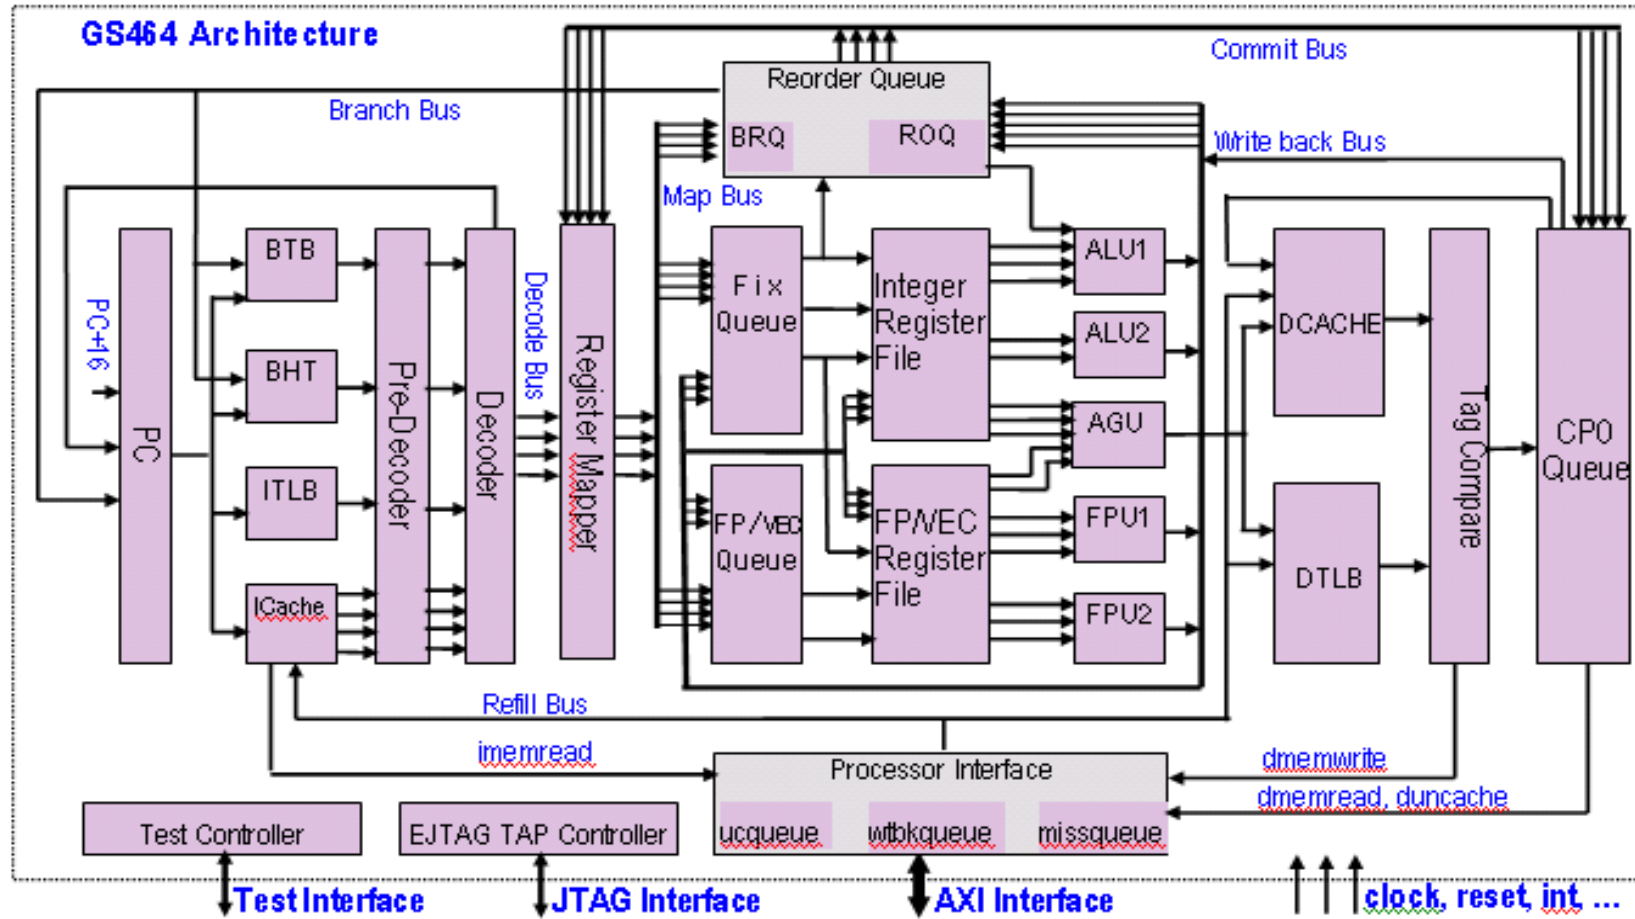 GS464 Architecture
Commit Bus
Reorder Queue
Branch Bus
BRQ
ROQ
Write back Bus
Map Bus
PC+16
PC
BTB
BHT
ITLB
ICache
Pre-Decoder
Decoder
Decode Bus
Register Mapper
Fix
Queue
FP/VEC
Queue
Integer
Register
File
FP/VEC
Register
File
ALU1
ALU2
AGU
FPU1
FPU2
DCACHE
DTLB
Tag Compare
CP0
Queue
Refill Bus
imemread
Processor Interface
dmemwrite
dmemread, duncache
ucqueue
wtbkqueue
missqueue
Test Controller
EJTAG TAP Controller
Test Interface
JTAG Interface
AXI Interface
clock, reset, int, ...